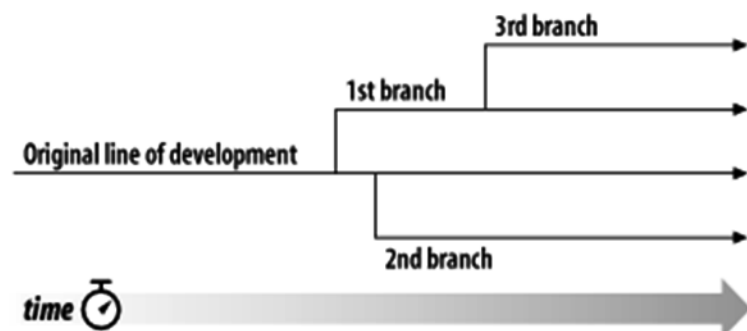 3rd branch
1st branch
Original line of development
2nd branch
time